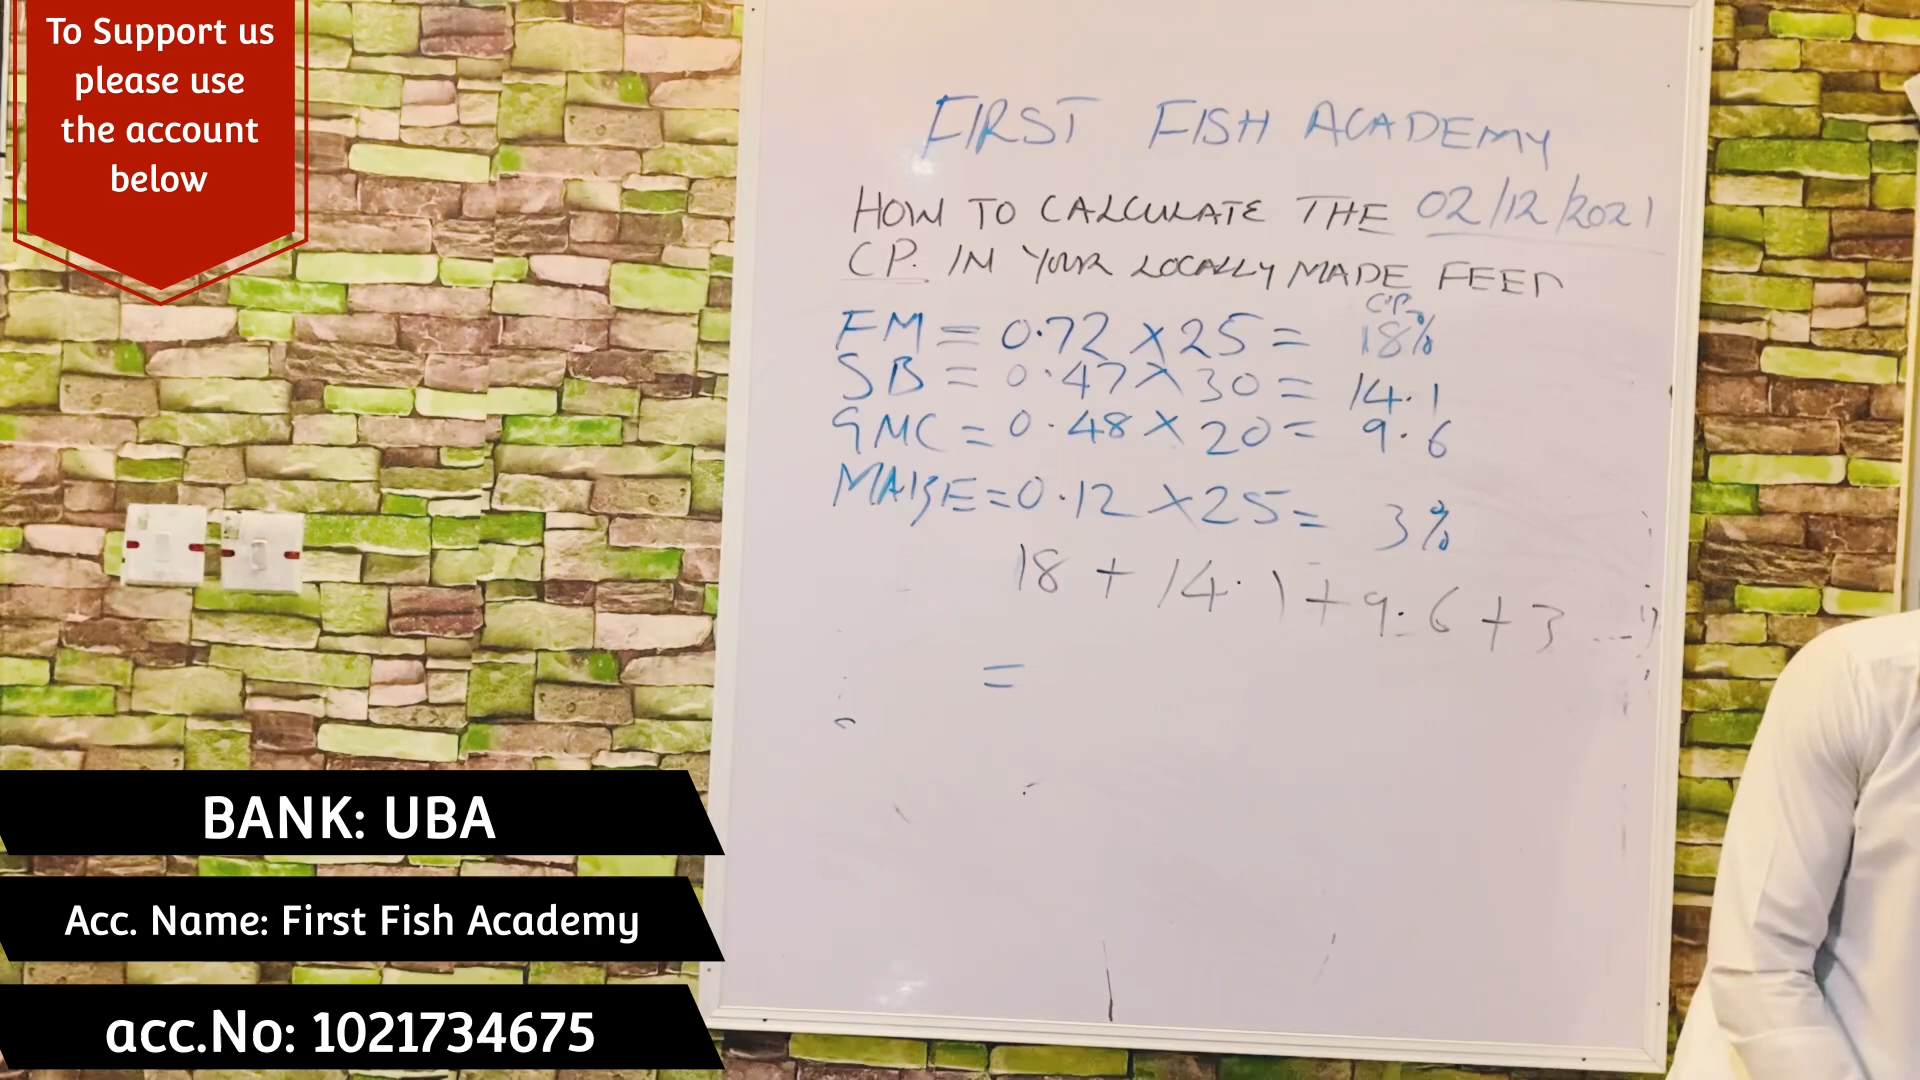 To Support us
please use
the account
below
FIRST FISH ACADEMY
HOW TO CALCULATE THE 02/12/2021
CP. IN YOUR LOCALLY MADE FEED
C.P.
FM = 0.72 × 25 = 18%
SB = 0.47 × 30 = 14.1
GMC = 0.48 × 20 = 9.6
MAIZE = 0.12 × 25 = 3%
18 + 14.1 + 9.6 + 3
=
BANK: UBA
Acc. Name: First Fish Academy
acc.No: 1021734675